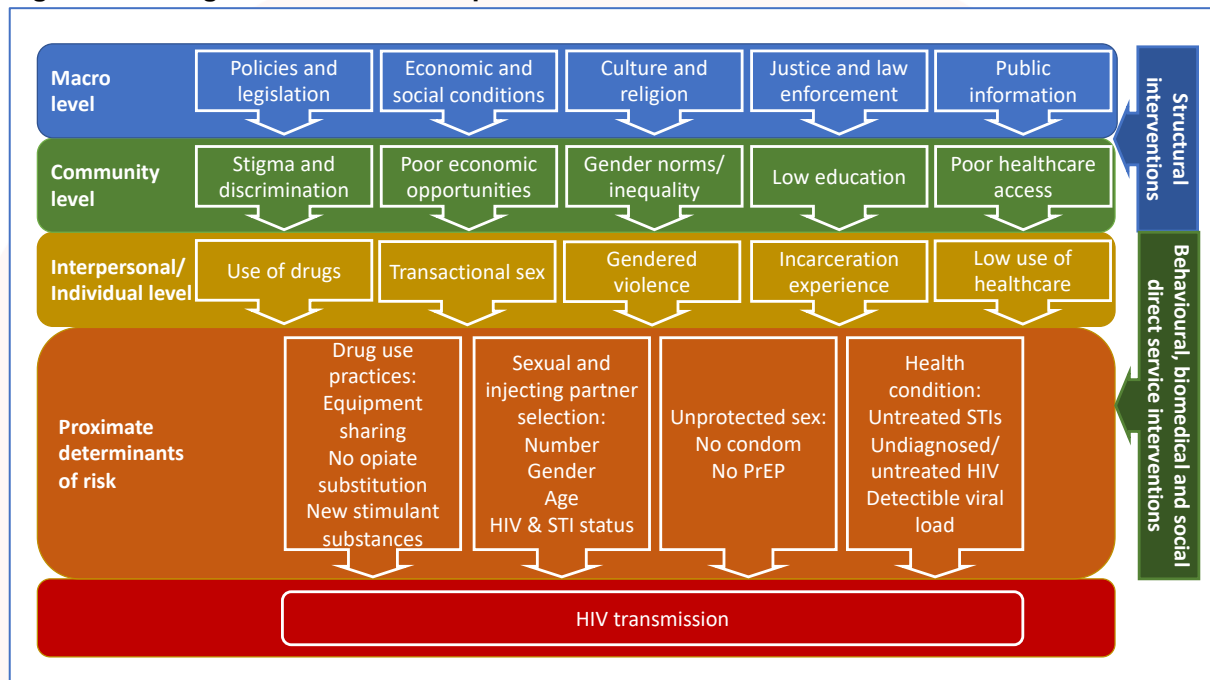 Macro
level
Policies and
legislation
Economic and
social conditions
Culture and
religion
Justice and law
enforcement
Public
information
Community
level
Stigma and
discrimination
Poor economic
opportunities
Gender norms/
inequality
Low education
Poor healthcare
access
Interpersonal/
Individual level
Use of drugs
Transactional sex
Gendered
violence
Incarceration
experience
Low use of
healthcare
Proximate
determinants
of risk
Drug use
practices:
Equipment
sharing
No opiate
substitution
New stimulant
substances
Sexual and
injecting partner
selection:
Number
Gender
Age
HIV & STI status
Unprotected sex:
No condom
No PrEP
Health
condition:
Untreated STIs
Undiagnosed/
untreated HIV
Detectible viral
load
HIV transmission
Structural
interventions
Behavioural, biomedical and social
direct service interventions